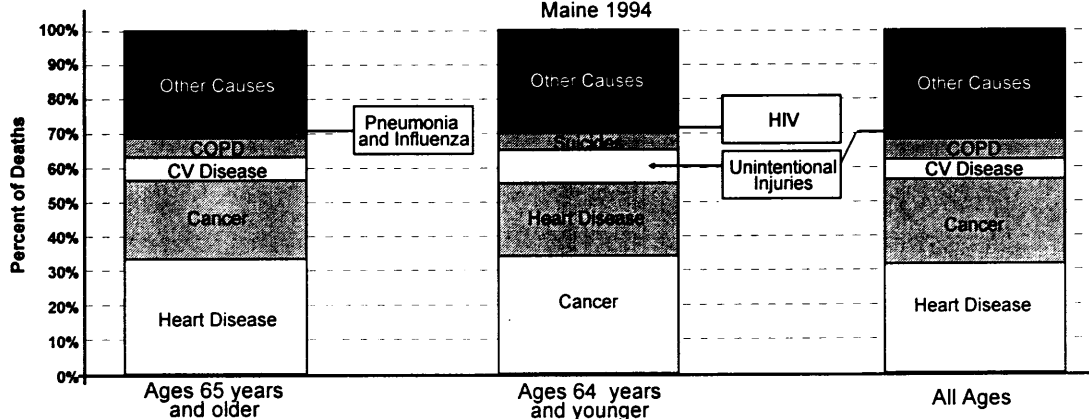 Maine 1994
Percent of Deaths
100%
90%
80%
70%
60%
50%
40%
30%
20%
10%
0%
Other Causes
COPD
CV Disease
Cancer
Heart Disease
Pneumonia
and Influenza
Other Causes
Suicides
Heart Disease
Cancer
HIV
Unintentional
Injuries
Other Causes
COPD
CV Disease
Cancer
Heart Disease
Ages 65 years
and older
Ages 64 years
and younger
All Ages